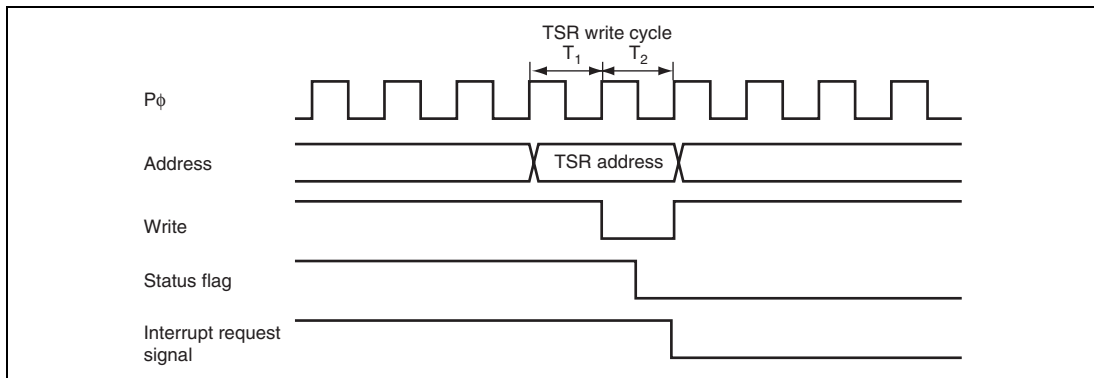 TSR write cycle
T1 T2
Pϕ
Address
TSR address
Write
Status flag
Interrupt request
signal